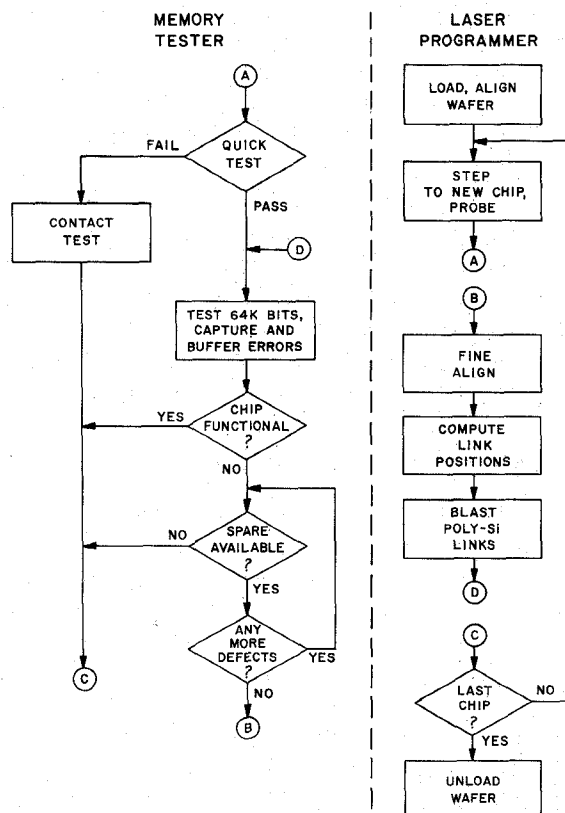 MEMORY
TESTER
A
QUICK
TEST
FAIL
PASS
CONTACT
TEST
D
TEST 64K BITS,
CAPTURE AND
BUFFER ERRORS
CHIP
FUNCTIONAL
?
YES
NO
SPARE
AVAILABLE
?
NO
YES
ANY
MORE
DEFECTS
?
YES
NO
C
B
LASER
PROGRAMMER
LOAD, ALIGN
WAFER
STEP
TO NEW CHIP,
PROBE
A
B
FINE
ALIGN
COMPUTE
LINK
POSITIONS
BLAST
POLY-Si
LINKS
D
C
LAST
CHIP
?
NO
YES
UNLOAD
WAFER